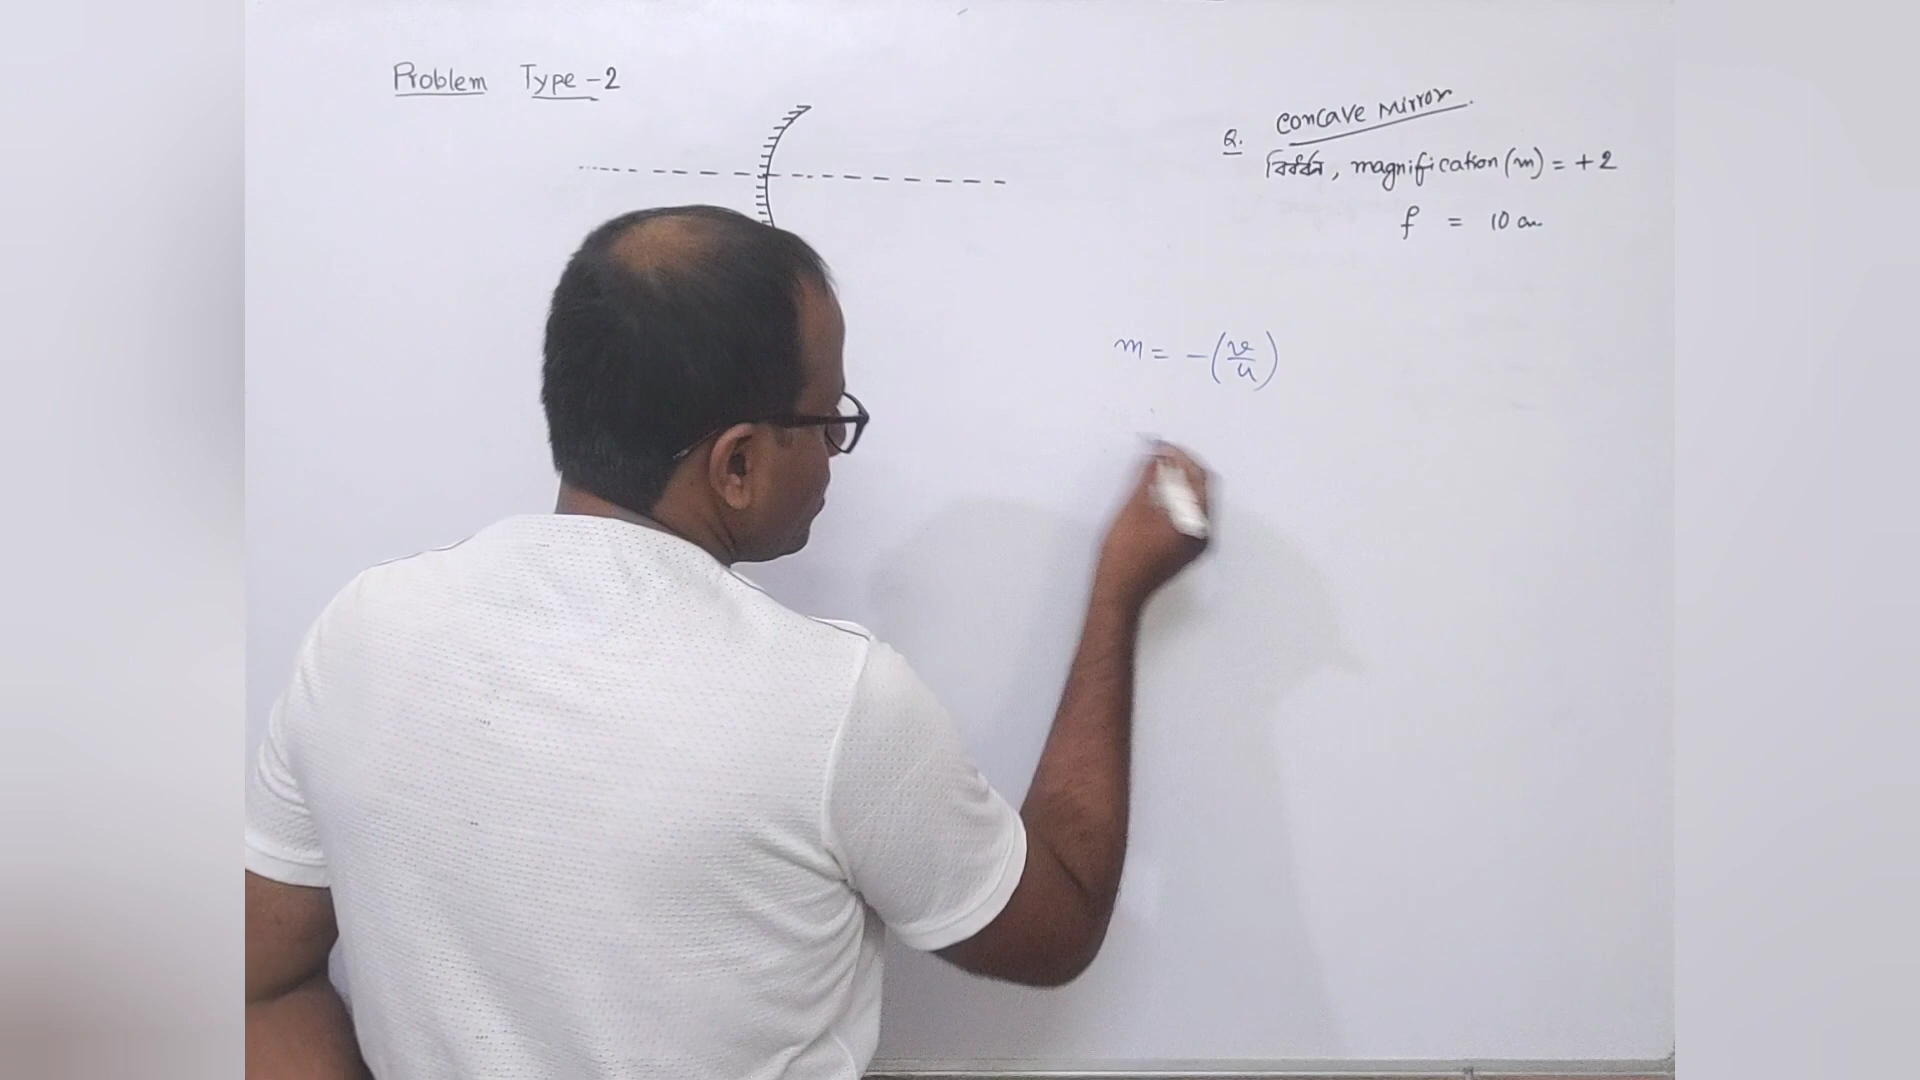 Problem Type - 2
Q. Concave Mirror.
বিবর্ধন, magnification (m) = + 2
f = 10 cm
m = - (v/u)